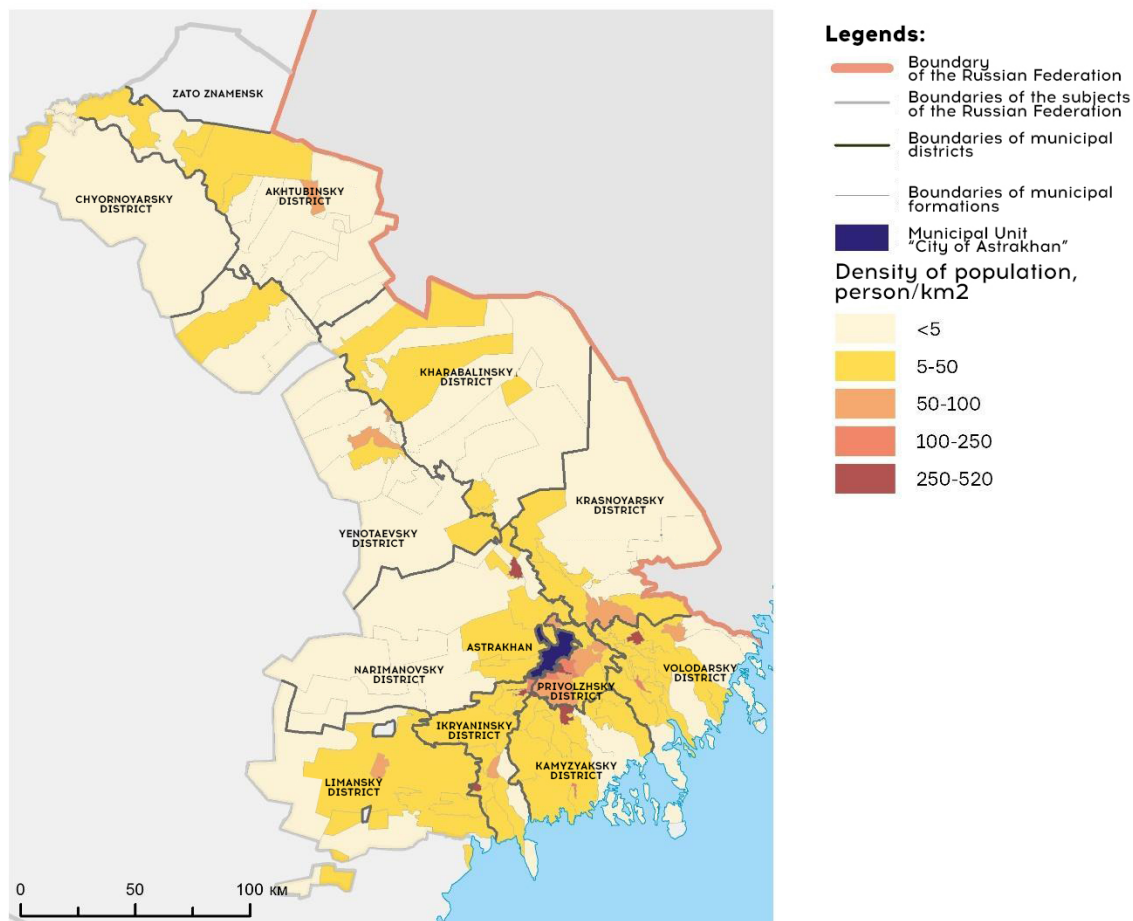 ZATO ZNAMENSK
CHYORNOYARSKY
DISTRICT
AKHTUBINSKY
DISTRICT
KHARABALINSKY
DISTRICT
KRASNOYARSKY
DISTRICT
YENOTAEVSKY
DISTRICT
ASTRAKHAN
NARIMANOVSKY
DISTRICT
VOLODARSKY
DISTRICT
PRIVOLZHSKY
DISTRICT
IKRYANINSKY
DISTRICT
KAMYZYAKSKY
DISTRICT
LIMANSKY
DISTRICT
0 50 100 KM
Legends:
Boundary
of the Russian Federation
Boundaries of the subjects
of the Russian Federation
Boundaries of municipal
districts
Boundaries of municipal
formations
Municipal Unit
"City of Astrakhan"
Density of population,
person/km2
<5
5-50
50-100
100-250
250-520